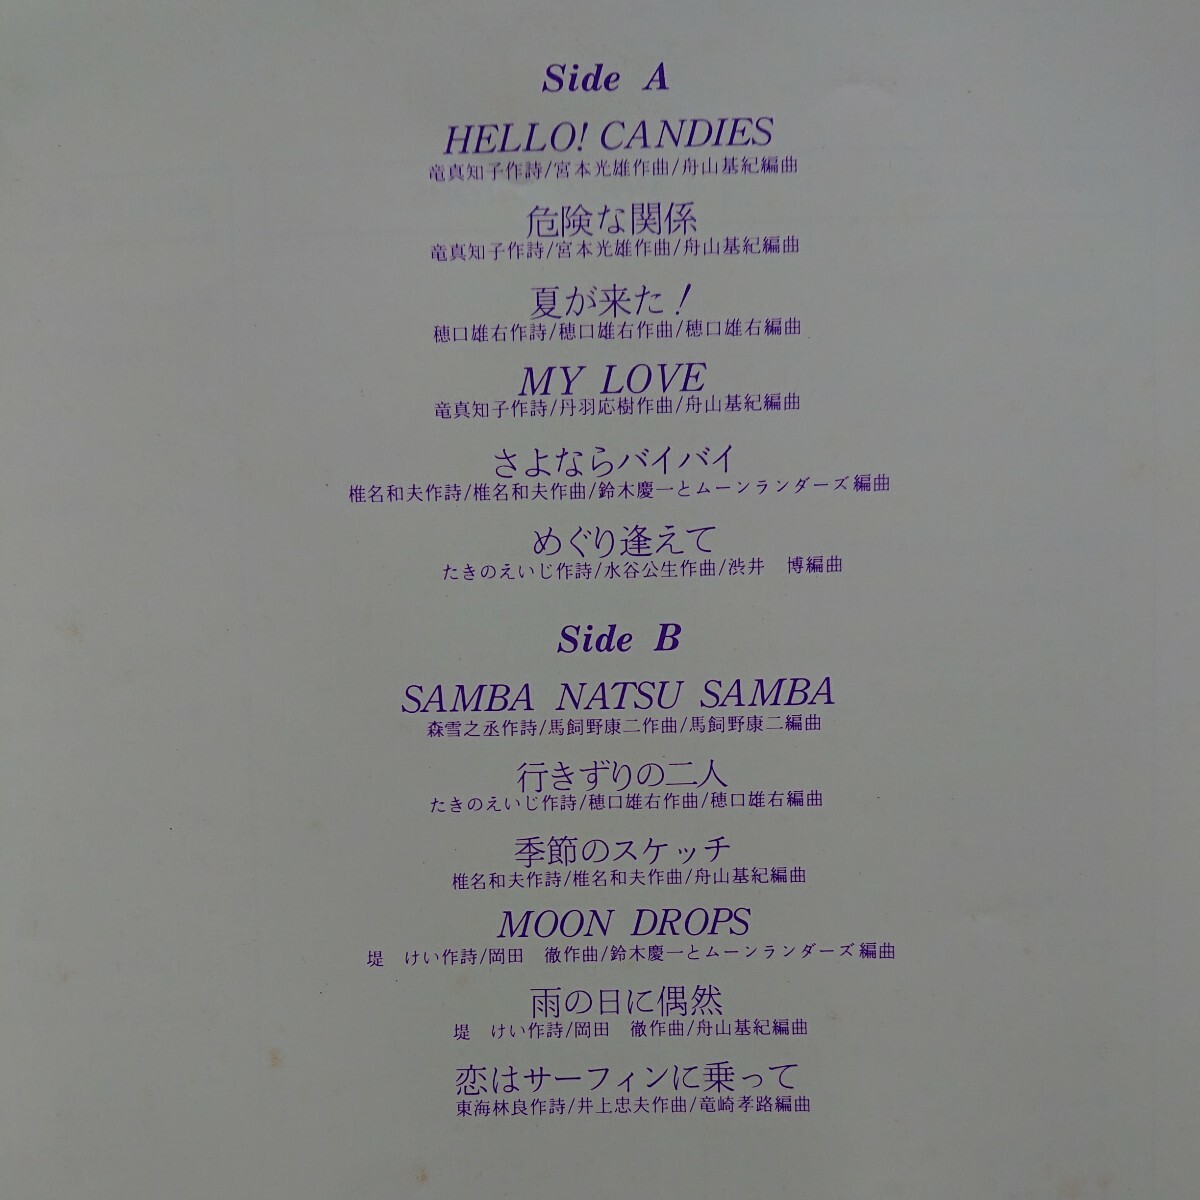 Side A
HELLO! CANDIES
竜真知子作詩/宮本光雄作曲/舟山基紀編曲
危険な関係
竜真知子作詩/宮本光雄作曲/舟山基紀編曲
夏が来た!
穂口雄右作詩/穂口雄右作曲/穂口雄右編曲
MY LOVE
竜真知子作詩/丹羽応樹作曲/舟山基紀編曲
さよならバイバイ
椎名和夫作詩/椎名和夫作曲/鈴木慶一とムーンランダーズ編曲
めぐり逢えて
たきのえいじ作詩/水谷公生作曲/渋井　博編曲
Side B
SAMBA NATSU SAMBA
森雪之丞作詩/馬飼野康二作曲/馬飼野康二編曲
行きずりの二人
たきのえいじ作詩/穂口雄右作曲/穂口雄右編曲
季節のスケッチ
椎名和夫作詩/椎名和夫作曲/舟山基紀編曲
MOON DROPS
堤　けい作詩/岡田　徹作曲/鈴木慶一とムーンランダーズ編曲
雨の日に偶然
堤　けい作詩/岡田　徹作曲/舟山基紀編曲
恋はサーフィンに乗って
東海林良作詩/井上忠夫作曲/竜崎孝路編曲